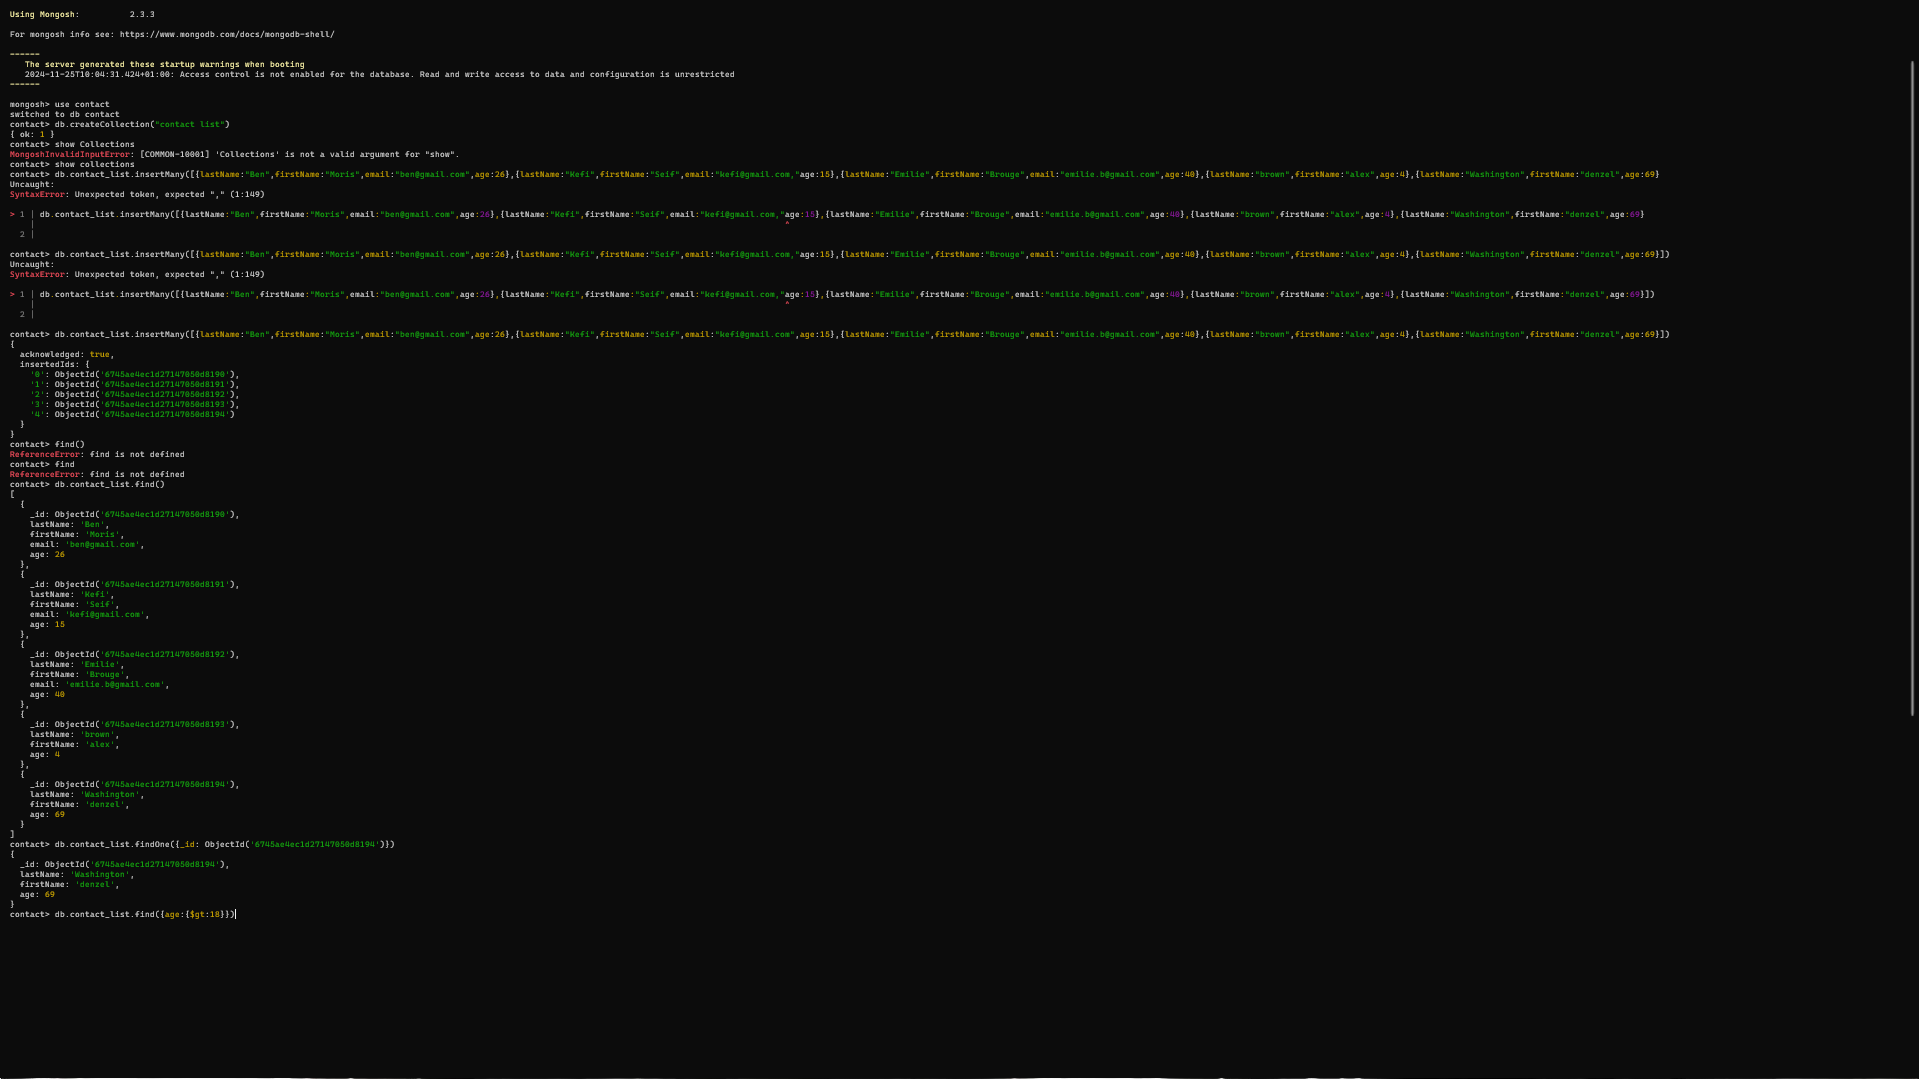 Using Mongosh:          2.3.3
For mongosh info see: https://www.mongodb.com/docs/mongodb-shell/
------
   The server generated these startup warnings when booting
   2024-11-25T10:04:31.424+01:00: Access control is not enabled for the database. Read and write access to data and configuration is unrestricted
------
mongosh> use contact
switched to db contact
contact> db.createCollection("contact list")
{ ok: 1 }
contact> show Collections
MongoshInvalidInputError: [COMMON-10001] 'Collections' is not a valid argument for "show".
contact> show collections
contact> db.contact_list.insertMany([{lastName:"Ben",firstName:"Moris",email:"ben@gmail.com",age:26},{lastName:"Kefi",firstName:"Seif",email:"kefi@gmail.com,"age:15},{lastName:"Emilie",firstName:"Brouge",email:"emilie.b@gmail.com",age:40},{lastName:"brown",firstName:"alex",age:4},{lastName:"Washington",firstName:"denzel",age:69}
Uncaught:
SyntaxError: Unexpected token, expected "," (1:149)
> 1 | db.contact_list.insertMany([{lastName:"Ben",firstName:"Moris",email:"ben@gmail.com",age:26},{lastName:"Kefi",firstName:"Seif",email:"kefi@gmail.com,"age:15},{lastName:"Emilie",firstName:"Brouge",email:"emilie.b@gmail.com",age:40},{lastName:"brown",firstName:"alex",age:4},{lastName:"Washington",firstName:"denzel",age:69}
    |                                                                                                                                                      ^
  2 |
contact> db.contact_list.insertMany([{lastName:"Ben",firstName:"Moris",email:"ben@gmail.com",age:26},{lastName:"Kefi",firstName:"Seif",email:"kefi@gmail.com,"age:15},{lastName:"Emilie",firstName:"Brouge",email:"emilie.b@gmail.com",age:40},{lastName:"brown",firstName:"alex",age:4},{lastName:"Washington",firstName:"denzel",age:69}])
Uncaught:
SyntaxError: Unexpected token, expected "," (1:149)
> 1 | db.contact_list.insertMany([{lastName:"Ben",firstName:"Moris",email:"ben@gmail.com",age:26},{lastName:"Kefi",firstName:"Seif",email:"kefi@gmail.com,"age:15},{lastName:"Emilie",firstName:"Brouge",email:"emilie.b@gmail.com",age:40},{lastName:"brown",firstName:"alex",age:4},{lastName:"Washington",firstName:"denzel",age:69}])
    |                                                                                                                                                      ^
  2 |
contact> db.contact_list.insertMany([{lastName:"Ben",firstName:"Moris",email:"ben@gmail.com",age:26},{lastName:"Kefi",firstName:"Seif",email:"kefi@gmail.com",age:15},{lastName:"Emilie",firstName:"Brouge",email:"emilie.b@gmail.com",age:40},{lastName:"brown",firstName:"alex",age:4},{lastName:"Washington",firstName:"denzel",age:69}])
{
  acknowledged: true,
  insertedIds: {
    '0': ObjectId('6745ae4ec1d27147050d8190'),
    '1': ObjectId('6745ae4ec1d27147050d8191'),
    '2': ObjectId('6745ae4ec1d27147050d8192'),
    '3': ObjectId('6745ae4ec1d27147050d8193'),
    '4': ObjectId('6745ae4ec1d27147050d8194')
  }
}
contact> find()
ReferenceError: find is not defined
contact> find
ReferenceError: find is not defined
contact> db.contact_list.find()
[
  {
    _id: ObjectId('6745ae4ec1d27147050d8190'),
    lastName: 'Ben',
    firstName: 'Moris',
    email: 'ben@gmail.com',
    age: 26
  },
  {
    _id: ObjectId('6745ae4ec1d27147050d8191'),
    lastName: 'Kefi',
    firstName: 'Seif',
    email: 'kefi@gmail.com',
    age: 15
  },
  {
    _id: ObjectId('6745ae4ec1d27147050d8192'),
    lastName: 'Emilie',
    firstName: 'Brouge',
    email: 'emilie.b@gmail.com',
    age: 40
  },
  {
    _id: ObjectId('6745ae4ec1d27147050d8193'),
    lastName: 'brown',
    firstName: 'alex',
    age: 4
  },
  {
    _id: ObjectId('6745ae4ec1d27147050d8194'),
    lastName: 'Washington',
    firstName: 'denzel',
    age: 69
  }
]
contact> db.contact_list.findOne({_id: ObjectId('6745ae4ec1d27147050d8194')})
{
  _id: ObjectId('6745ae4ec1d27147050d8194'),
  lastName: 'Washington',
  firstName: 'denzel',
  age: 69
}
contact> db.contact_list.find({age:{$gt:18}})